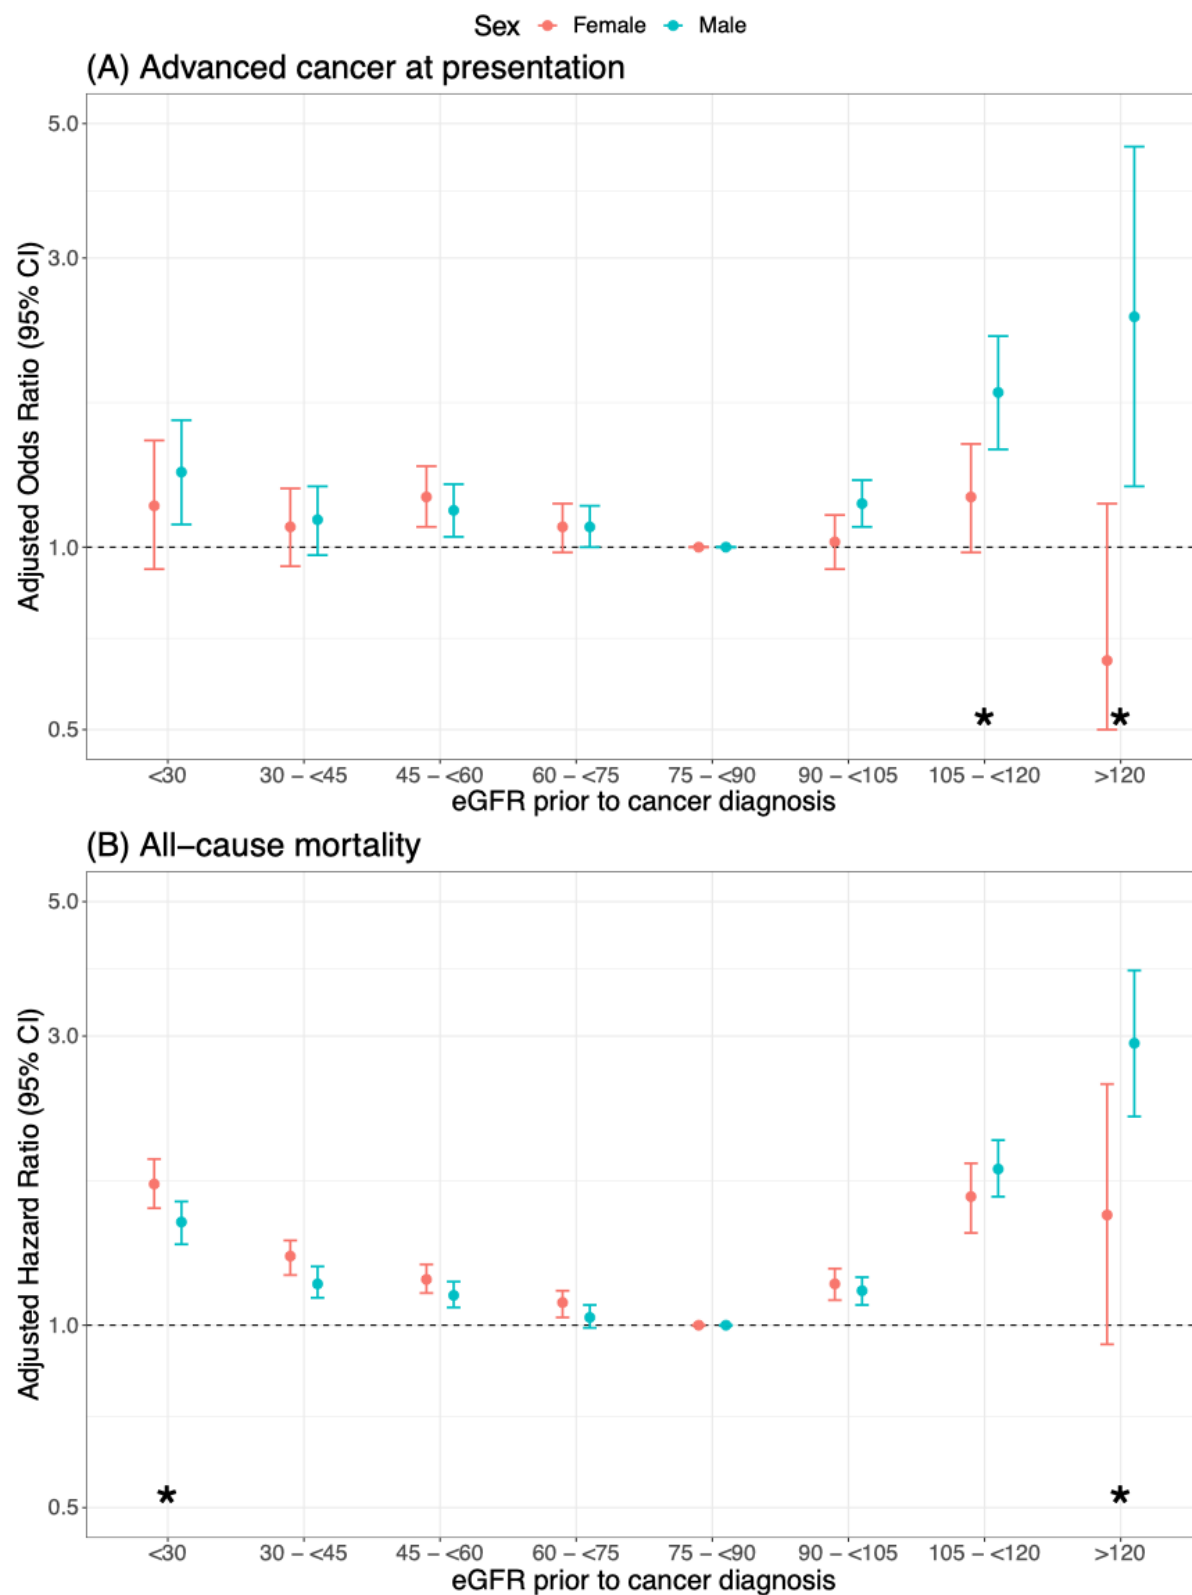 Sex Female Male
(A) Advanced cancer at presentation
Adjusted Odds Ratio (95% CI)
5.0
3.0
1.0
0.5
* *
<30 30 – <45 45 – <60 60 – <75 75 – <90 90 – <105 105 – <120 >120
eGFR prior to cancer diagnosis
(B) All–cause mortality
Adjusted Hazard Ratio (95% CI)
5.0
3.0
1.0
0.5
* *
<30 30 – <45 45 – <60 60 – <75 75 – <90 90 – <105 105 – <120 >120
eGFR prior to cancer diagnosis